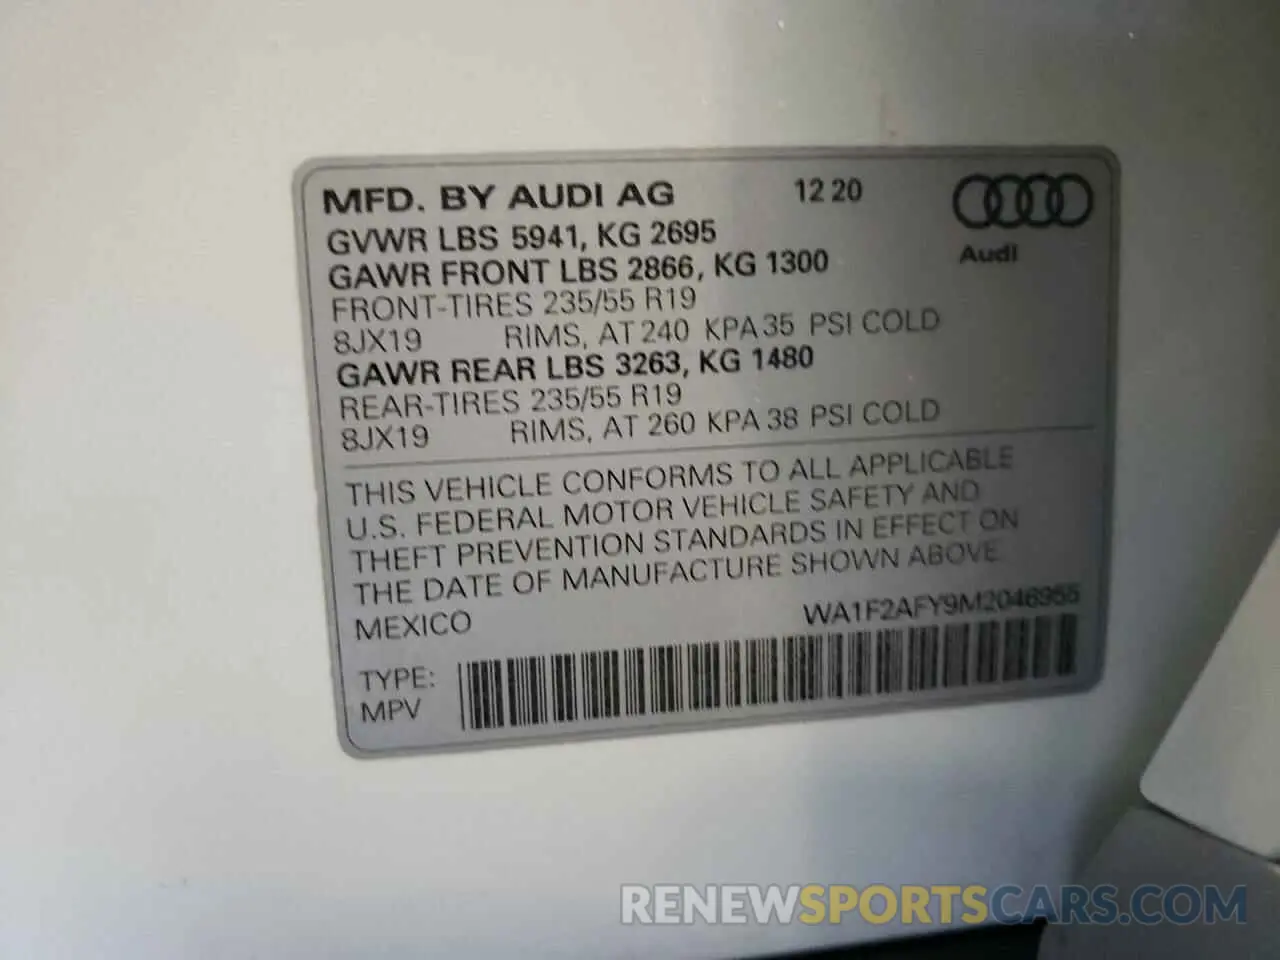 MFD. BY AUDI AG 12 20
GVWR LBS 5941, KG 2695
GAWR FRONT LBS 2866, KG 1300
Audi
FRONT-TIRES 235/55 R19
8JX19 RIMS, AT 240 KPA 35 PSI COLD
GAWR REAR LBS 3263, KG 1480
REAR-TIRES 235/55 R19
8JX19 RIMS, AT 260 KPA 38 PSI COLD
THIS VEHICLE CONFORMS TO ALL APPLICABLE
U.S. FEDERAL MOTOR VEHICLE SAFETY AND
THEFT PREVENTION STANDARDS IN EFFECT ON
THE DATE OF MANUFACTURE SHOWN ABOVE.
MEXICO WA1F2AFY9M2046955
TYPE:
MPV
RENEWSPORTSCARS.COM